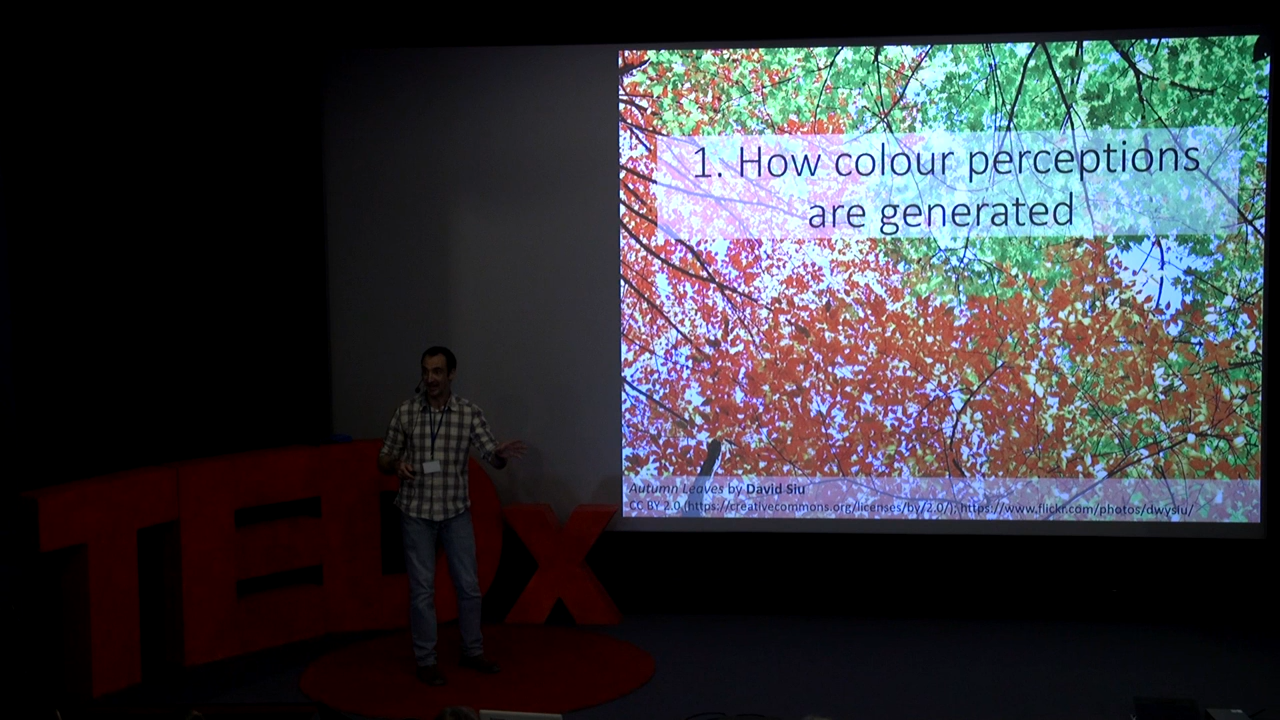 1. How colour perceptions
are generated
Autumn Leaves by David Siu
CC BY 2.0 (https://creativecommons.org/licenses/by/2.0/); https://www.flickr.com/photos/dwysiu/
TEDx